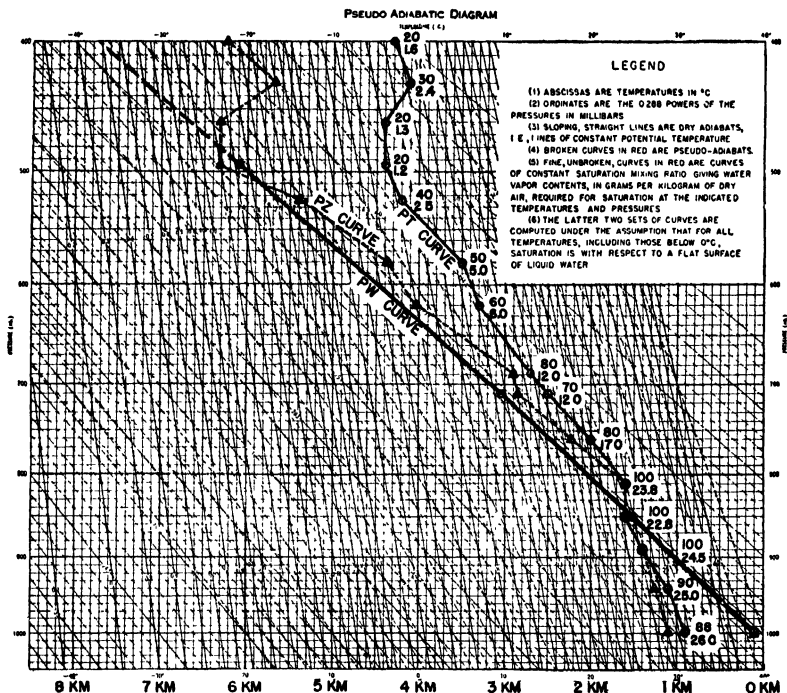 PSEUDO ADIABATIC DIAGRAM
-40° -30° -20° -10° 0° 10° 20° 30° 40°
LEGEND
(1) ABSCISSAS ARE TEMPERATURES IN °C
(2) ORDINATES ARE THE 0.288 POWERS OF THE
PRESSURES IN MILLIBARS
(3) SLOPING, STRAIGHT LINES ARE DRY ADIABATS,
I.E., LINES OF CONSTANT POTENTIAL TEMPERATURE
(4) BROKEN CURVES IN RED ARE PSEUDO-ADIABATS.
(5) FINE, UNBROKEN, CURVES IN RED ARE CURVES
OF CONSTANT SATURATION MIXING RATIO GIVING WATER
VAPOR CONTENTS, IN GRAMS PER KILOGRAM OF DRY
AIR, REQUIRED FOR SATURATION AT THE INDICATED
TEMPERATURES AND PRESSURES
(6) THE LATTER TWO SETS OF CURVES ARE
COMPUTED UNDER THE ASSUMPTION THAT FOR ALL
TEMPERATURES, INCLUDING THOSE BELOW 0°C,
SATURATION IS WITH RESPECT TO A FLAT SURFACE
OF LIQUID WATER
20
1.6
30
2.4
20
1.3
20
1.2
40
2.5
PZ CURVE
PT CURVE
PW CURVE
50
5.0
60
8.0
80
12.0
70
12.0
80
17.0
100
23.8
100
22.8
100
24.5
90
25.0
88
26.0
8 KM 7 KM 6 KM 5 KM 4 KM 3 KM 2 KM 1 KM 0 KM